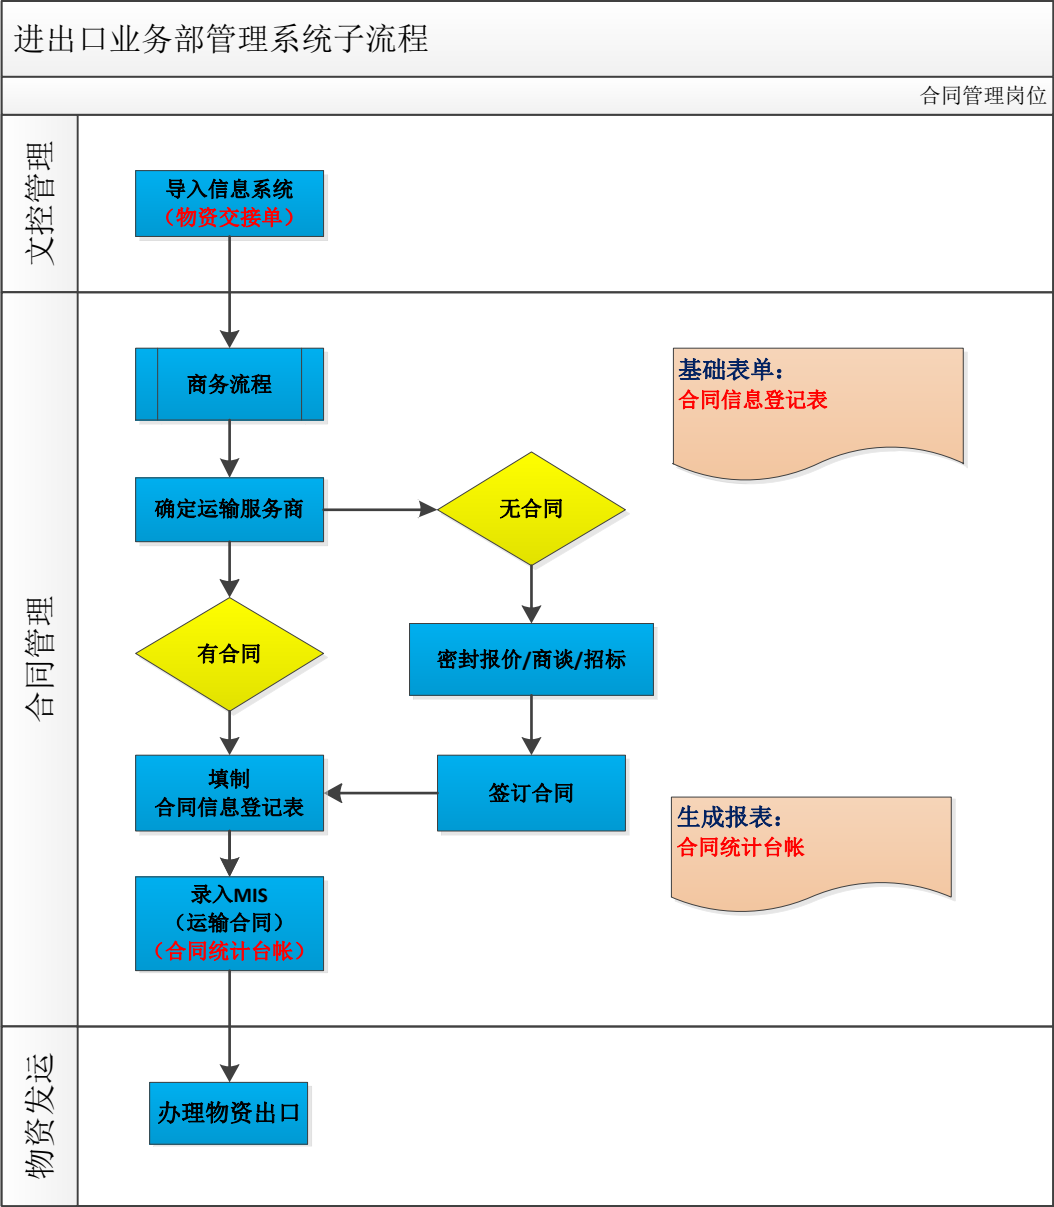 进出口业务部管理系统子流程
合同管理岗位
文控管理
导入信息系统
（物资交接单）
合同管理
商务流程
基础表单：
合同信息登记表
确定运输服务商
无合同
有合同
密封报价/商谈/招标
填制
合同信息登记表
签订合同
生成报表：
合同统计台帐
录入MIS
（运输合同）
（合同统计台帐）
物资发运
办理物资出口